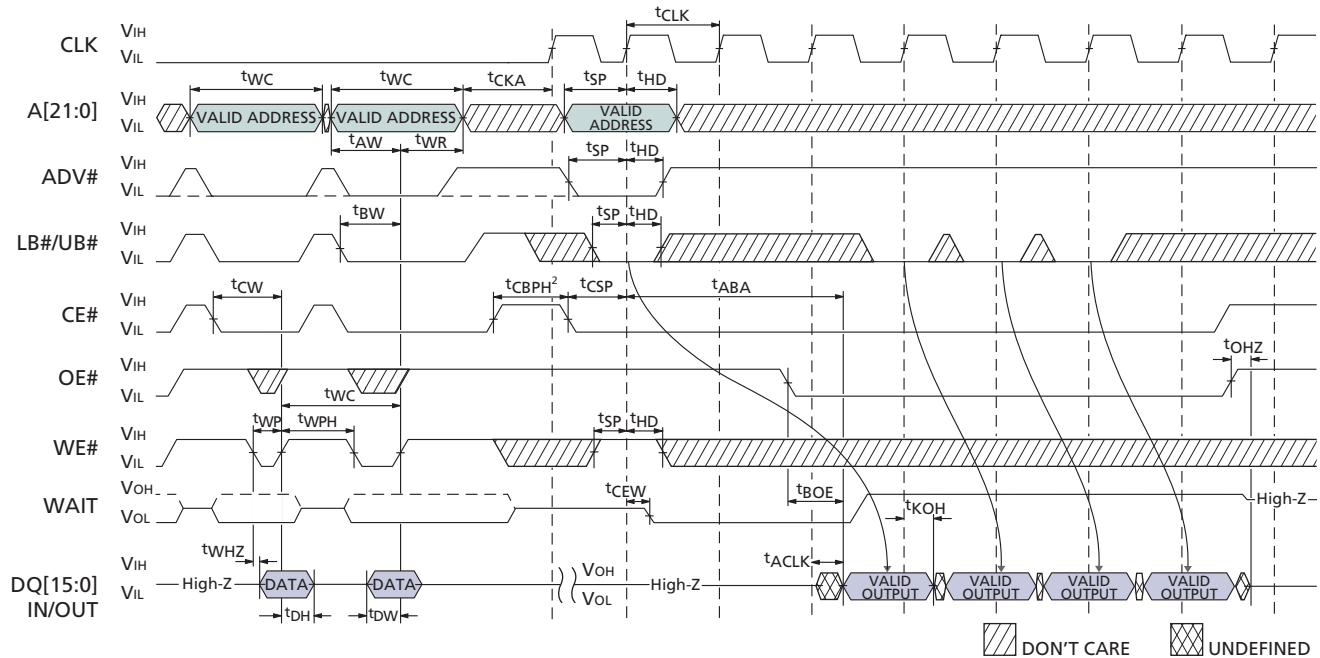 CLK VIH VIL tCLK
A[21:0] VIH VIL tWC tWC tCKA tSP tHD
VALID ADDRESS VALID ADDRESS VALID ADDRESS
tAW tWR
ADV# VIH VIL tSP tHD
LB#/UB# VIH VIL tBW tSP tHD
CE# VIH VIL tCW tCBPH2 tCSP tABA
OE# VIH VIL tWC tOHZ
WE# VIH VIL tWP tWPH tSP tHD
WAIT VOH VOL tCEW tBOE tKOH High-Z
DQ[15:0] IN/OUT VIH VIL tWHZ High-Z DATA DATA VOH VOL High-Z tACLK
VALID OUTPUT VALID OUTPUT VALID OUTPUT VALID OUTPUT
tDH tDW
DON'T CARE UNDEFINED